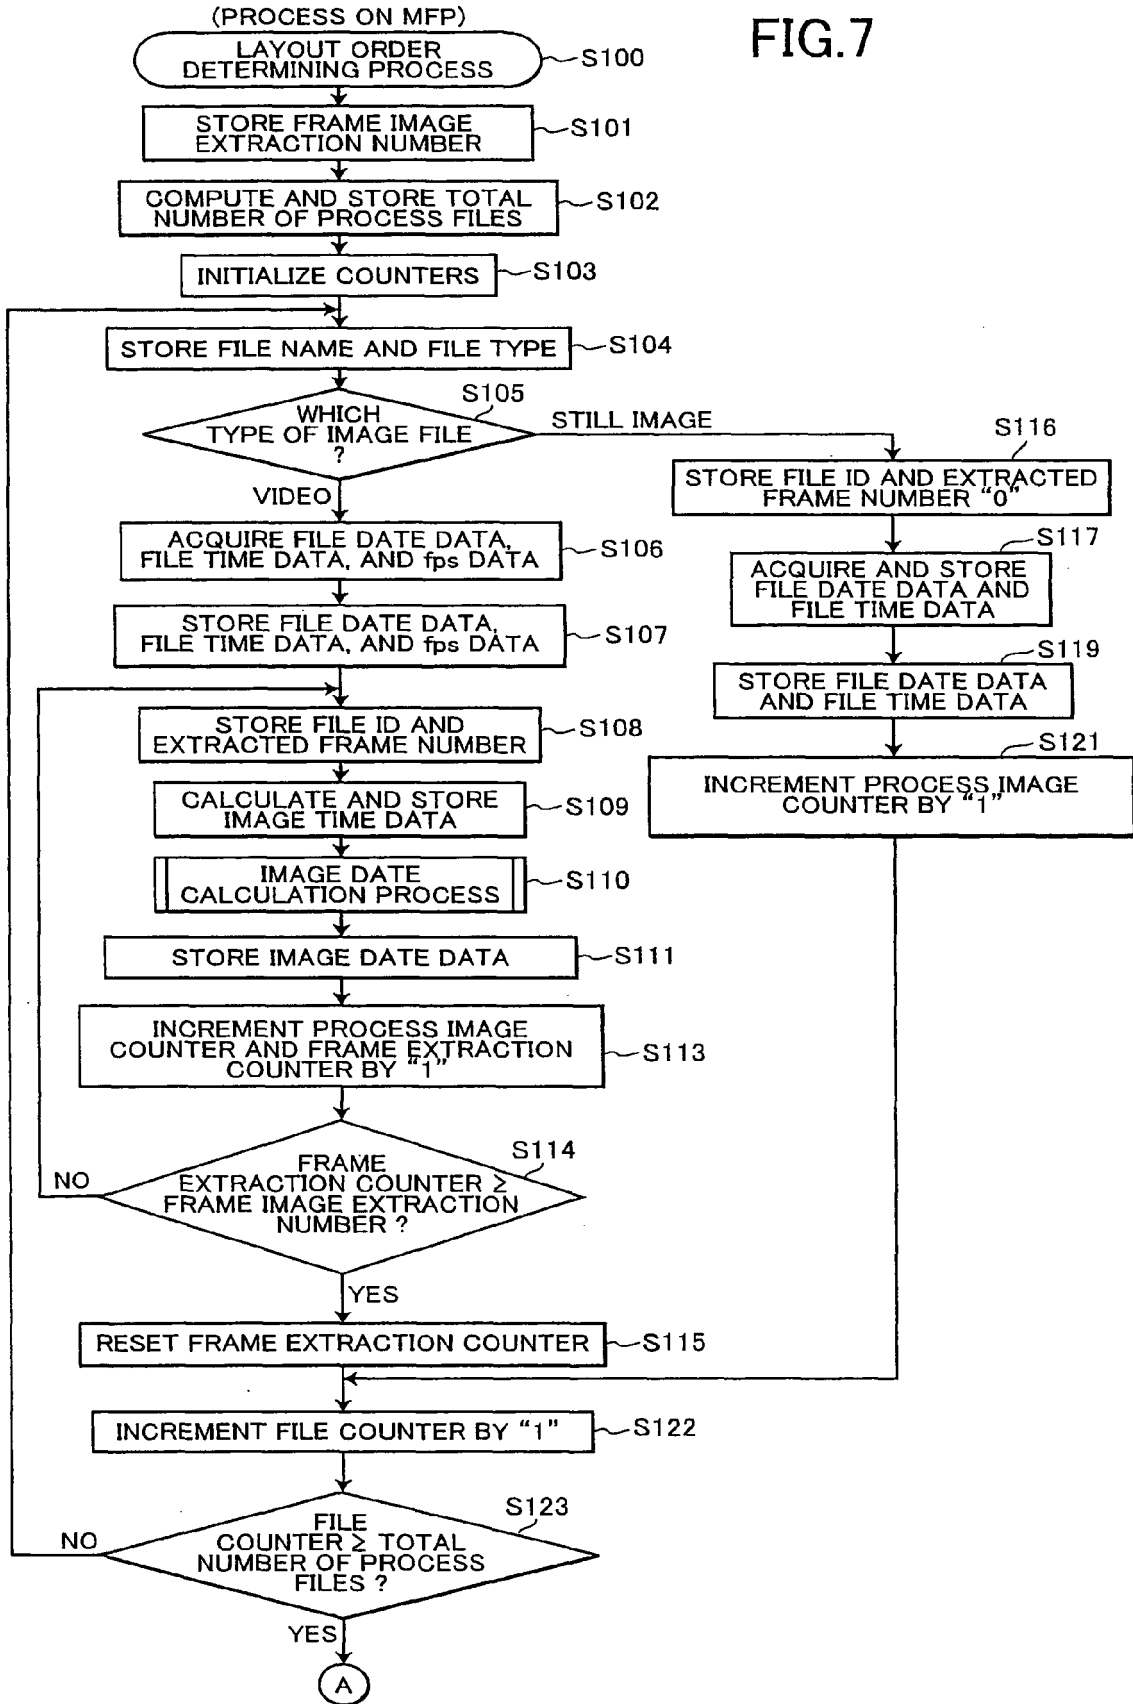 (PROCESS ON MFP)
FIG.7
LAYOUT ORDER
DETERMINING PROCESS
S100
STORE FRAME IMAGE
EXTRACTION NUMBER
S101
COMPUTE AND STORE TOTAL
NUMBER OF PROCESS FILES
S102
INITIALIZE COUNTERS
S103
STORE FILE NAME AND FILE TYPE
S104
WHICH
TYPE OF IMAGE FILE
?
S105
STILL IMAGE
VIDEO
ACQUIRE FILE DATE DATA,
FILE TIME DATA, AND fps DATA
S106
STORE FILE DATE DATA,
FILE TIME DATA, AND fps DATA
S107
STORE FILE ID AND
EXTRACTED FRAME NUMBER
S108
CALCULATE AND STORE
IMAGE TIME DATA
S109
IMAGE DATE
CALCULATION PROCESS
S110
STORE IMAGE DATE DATA
S111
INCREMENT PROCESS IMAGE
COUNTER AND FRAME EXTRACTION
COUNTER BY “1”
S113
FRAME
EXTRACTION COUNTER ≥
FRAME IMAGE EXTRACTION
NUMBER ?
S114
NO
YES
RESET FRAME EXTRACTION COUNTER
S115
S116
STORE FILE ID AND EXTRACTED
FRAME NUMBER “0”
S117
ACQUIRE AND STORE
FILE DATE DATA AND
FILE TIME DATA
S119
STORE FILE DATE DATA
AND FILE TIME DATA
S121
INCREMENT PROCESS IMAGE
COUNTER BY “1”
INCREMENT FILE COUNTER BY “1”
S122
FILE
COUNTER ≥ TOTAL
NUMBER OF PROCESS
FILES ?
S123
NO
YES
A